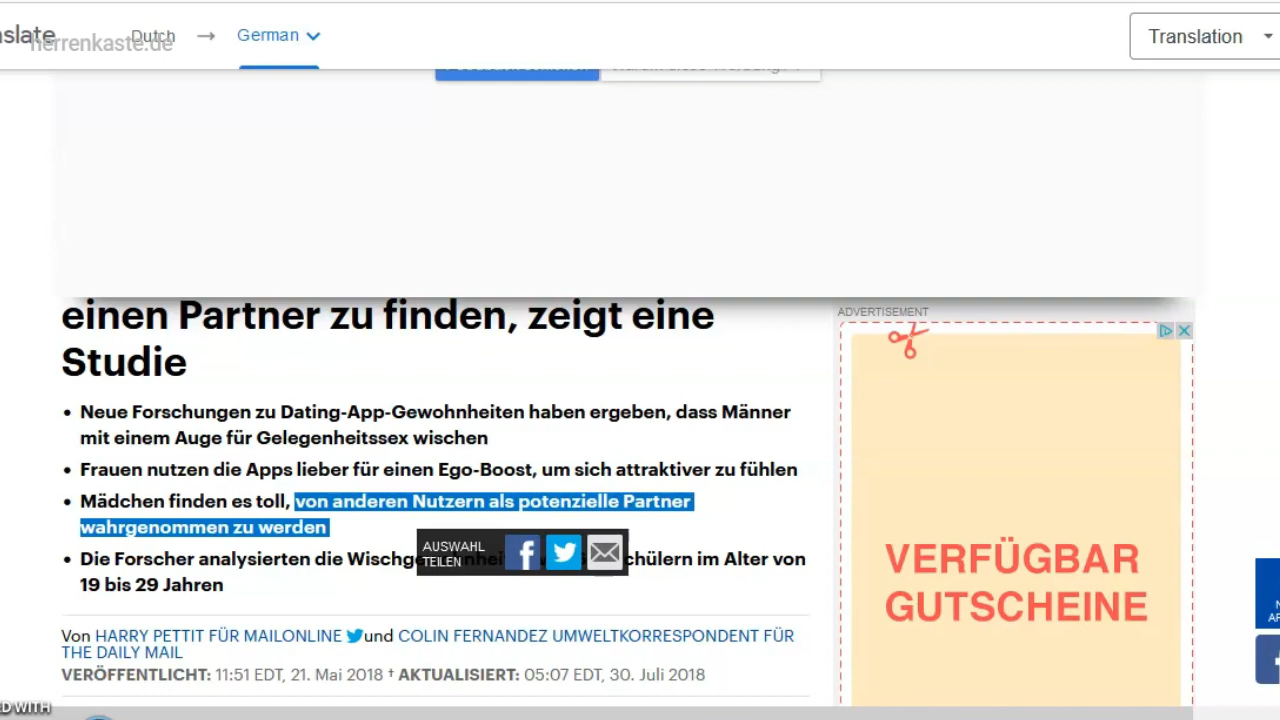 slate
herrenkaste.de
Dutch → German
Translation
einen Partner zu finden, zeigt eine
Studie
• Neue Forschungen zu Dating-App-Gewohnheiten haben ergeben, dass Männer
mit einem Auge für Gelegenheitssex wischen
• Frauen nutzen die Apps lieber für einen Ego-Boost, um sich attraktiver zu fühlen
• Mädchen finden es toll, von anderen Nutzern als potenzielle Partner
wahrgenommen zu werden
AUSWAHL
TEILEN
• Die Forscher analysierten die chülern im Alter von
19 bis 29 Jahren
Von HARRY PETTIT FÜR MAILONLINE und COLIN FERNANDEZ UMWELTKORRESPONDENT FÜR
THE DAILY MAIL
VERÖFFENTLICHT: 11:51 EDT, 21. Mai 2018 † AKTUALISIERT: 05:07 EDT, 30. Juli 2018
ADVERTISEMENT
VERFÜGBAR
GUTSCHEINE
D WITH